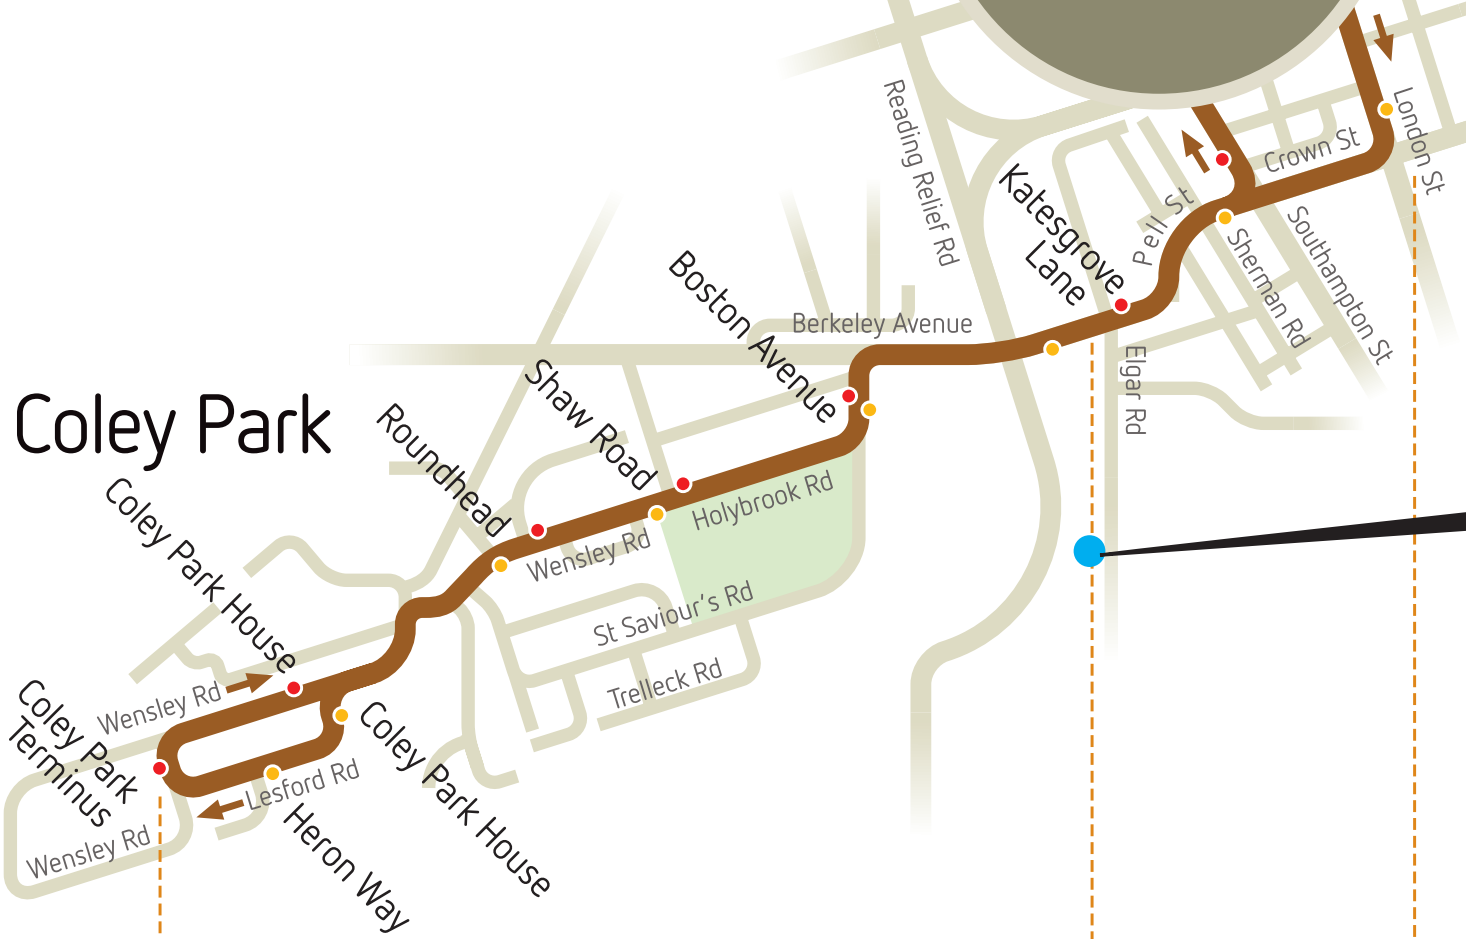 Reading Relief Rd
London St
Crown St
Katesgrove
Lane
Pell St
Sherman Rd
Southampton St
Boston Avenue
Berkeley Avenue
Elgar Rd
Shaw Road
Coley Park
Roundhead
Holybrook Rd
Wensley Rd
Coley Park House
St Saviour's Rd
Trelleck Rd
Wensley Rd
Coley Park
Terminus
Coley Park House
Lesford Rd
Heron Way
Wensley Rd